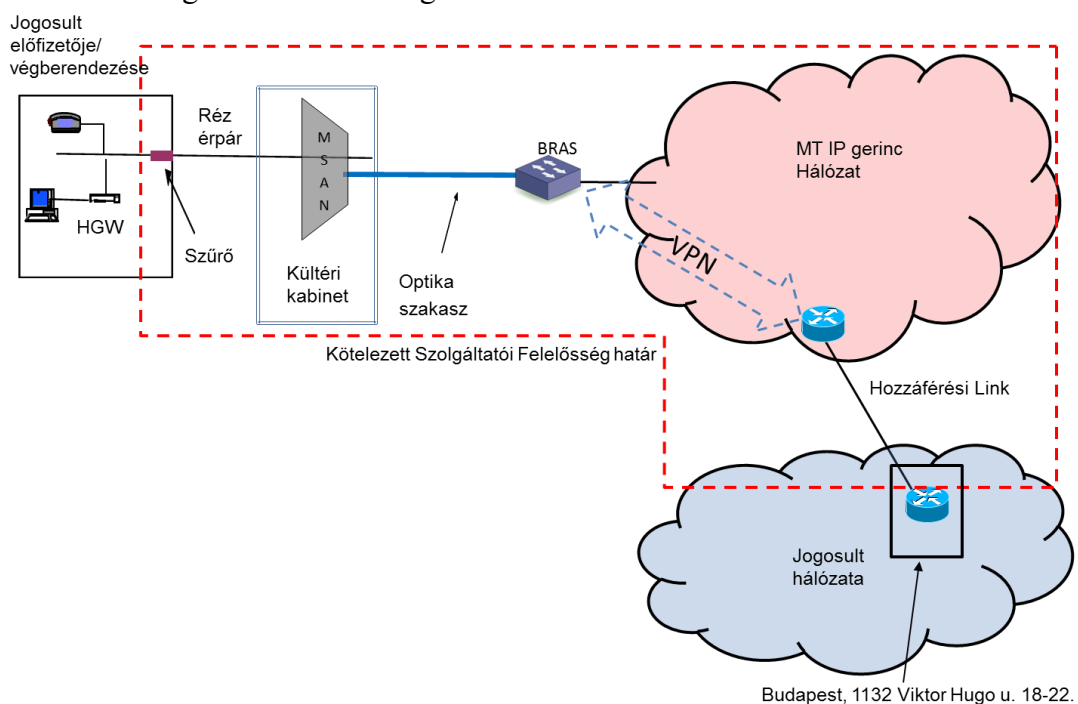 Jogosult
előfizetője/
végberendezése
Réz
érpár
M
S
A
N
BRAS
MT IP gerinc
Hálózat
HGW
Szűrő
Kültéri
kabinet
Optika
szakasz
VPN
Kötelezett Szolgáltatói Felelősség határ
Hozzáférési Link
Jogosult
hálózata
Budapest, 1132 Viktor Hugo u. 18-22.